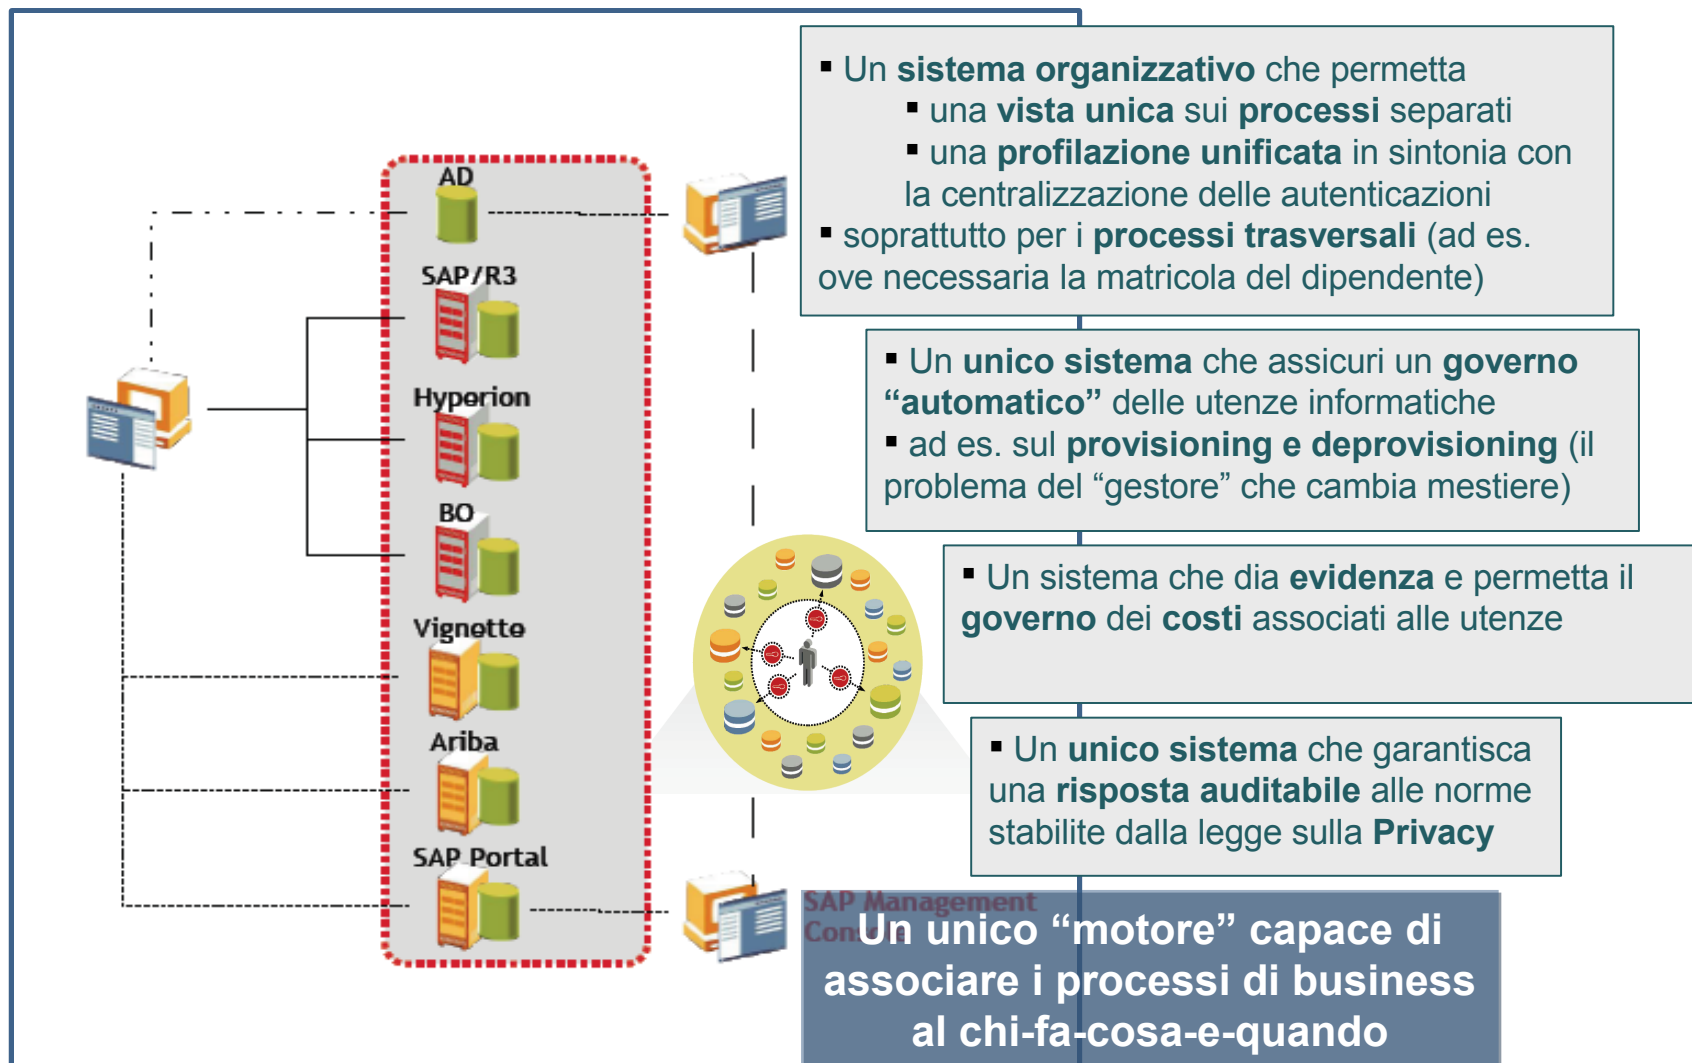 AD
SAP/R3
Hyperion
BO
Vignette
Ariba
SAP Portal
▪ Un sistema organizzativo che permetta
▪ una vista unica sui processi separati
▪ una profilazione unificata in sintonia con
la centralizzazione delle autenticazioni
▪ soprattutto per i processi trasversali (ad es.
ove necessaria la matricola del dipendente)
▪ Un unico sistema che assicuri un governo
“automatico” delle utenze informatiche
▪ ad es. sul provisioning e deprovisioning (il
problema del “gestore” che cambia mestiere)
▪ Un sistema che dia evidenza e permetta il
governo dei costi associati alle utenze
▪ Un unico sistema che garantisca
una risposta auditabile alle norme
stabilite dalla legge sulla Privacy
SAP Management
Console
Un unico “motore” capace di
associare i processi di business
al chi-fa-cosa-e-quando